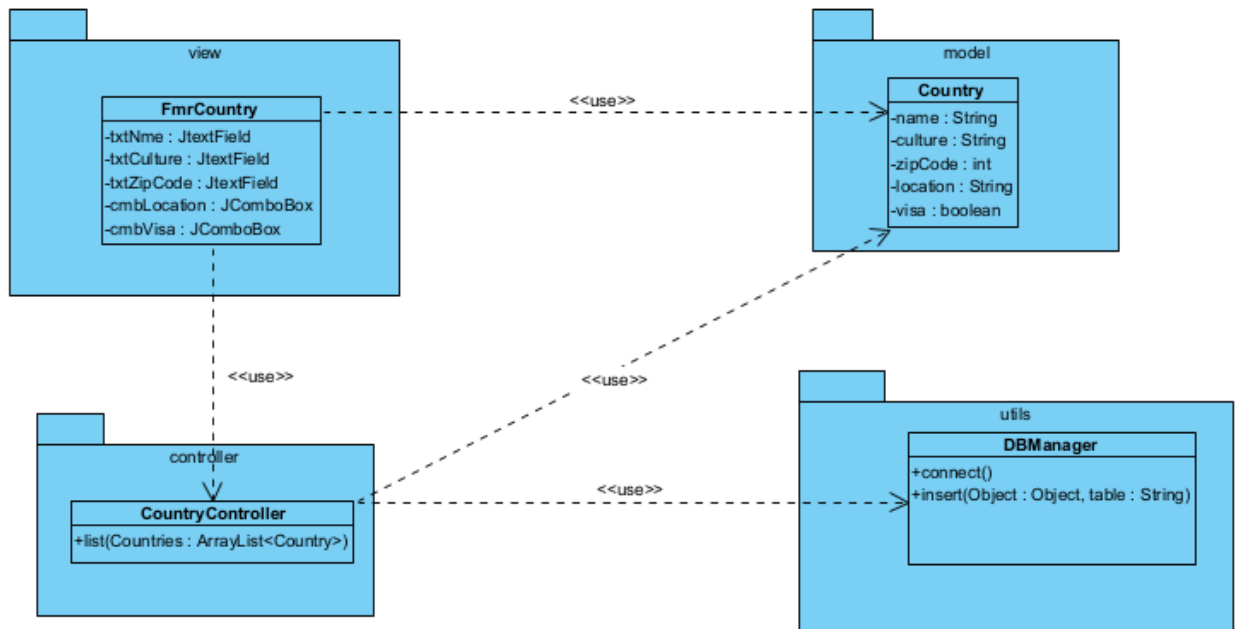 view
FmrCountry
-txtNme : JtextField
-txtCulture : JtextField
-txtZipCode : JtextField
-cmbLocation : JComboBox
-cmbVisa : JComboBox
<<use>>
model
Country
-name : String
-culture : String
-zipCode : int
-location : String
-visa : boolean
<<use>>
<<use>>
controller
CountryController
+list(Countries : ArrayList<Country>)
<<use>>
utils
DBManager
+connect()
+insert(Object : Object, table : String)